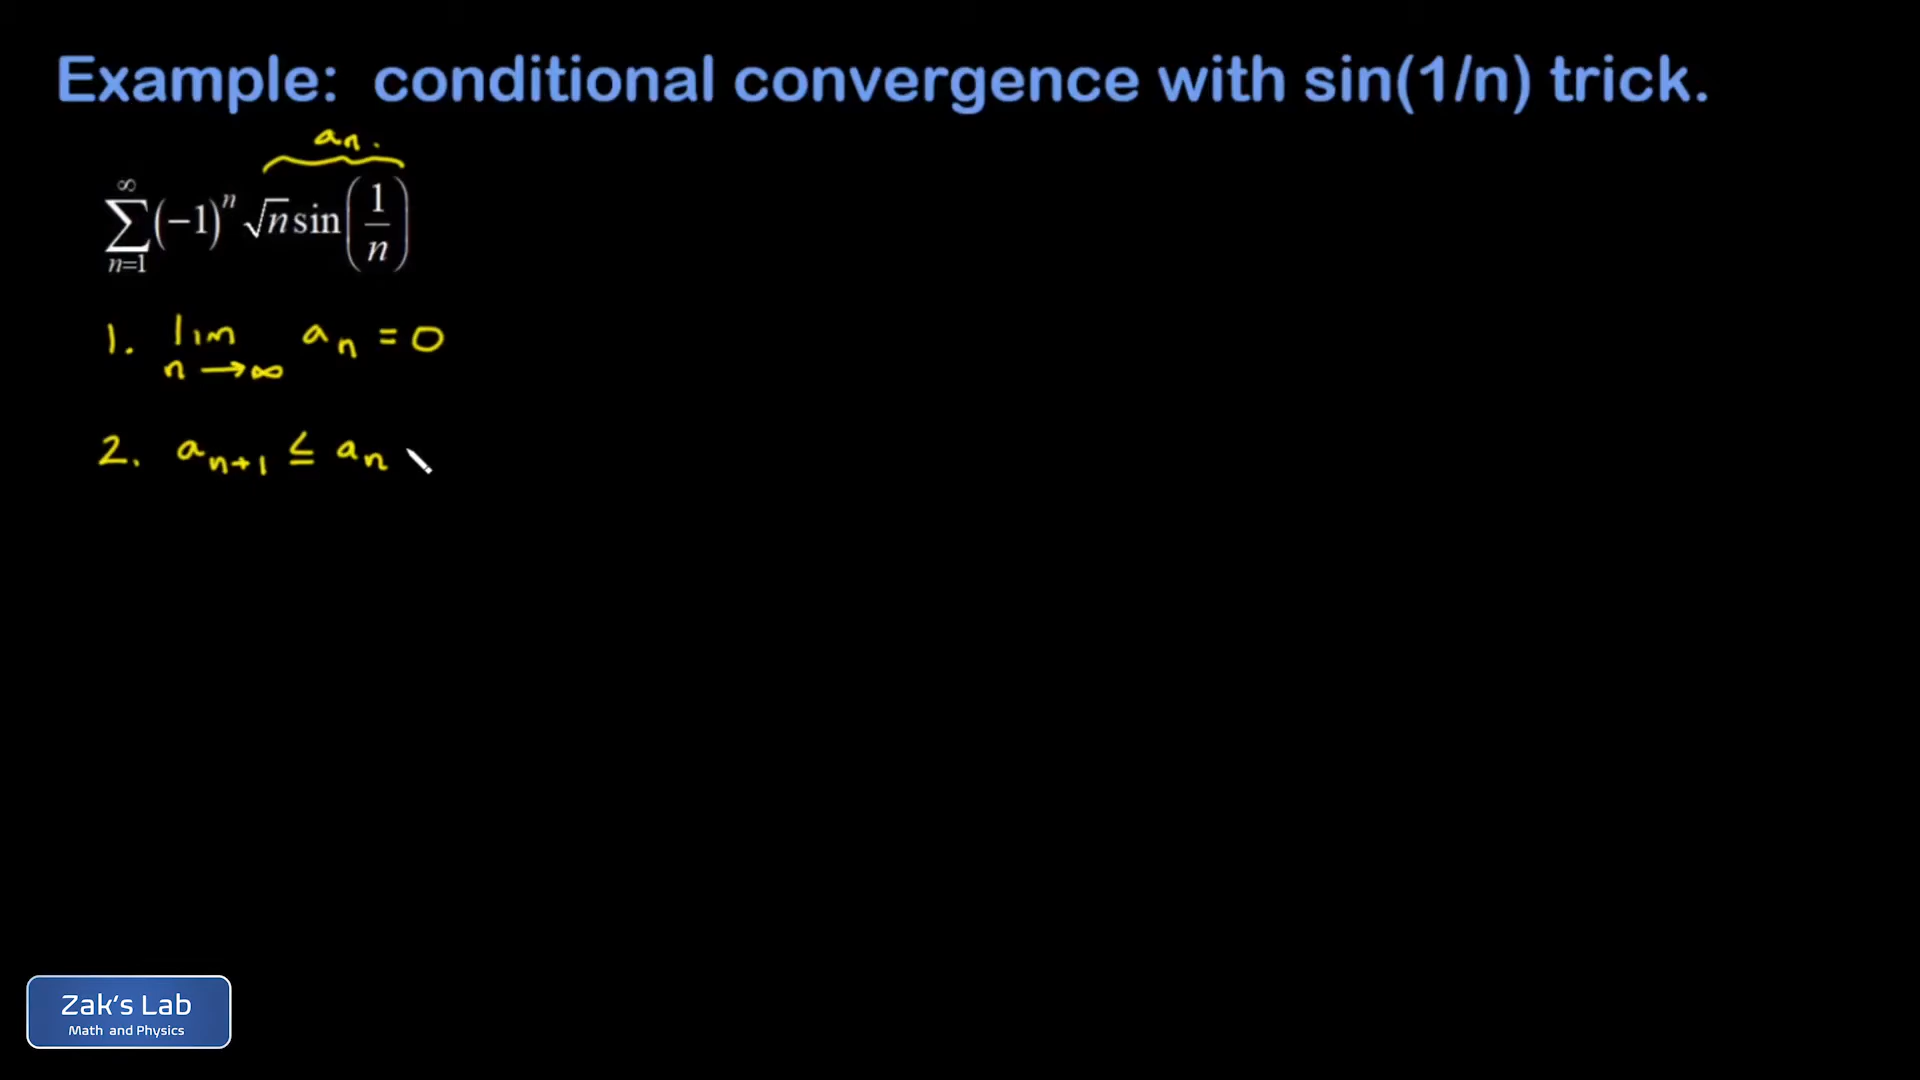 Example: conditional convergence with sin(1/n) trick.
aₙ.
∑_{n=1}^{∞} (−1)ⁿ √n sin(1/n)
1. lim_{n→∞} aₙ = 0
2. aₙ₊₁ ≤ aₙ
Zak's Lab
Math and Physics